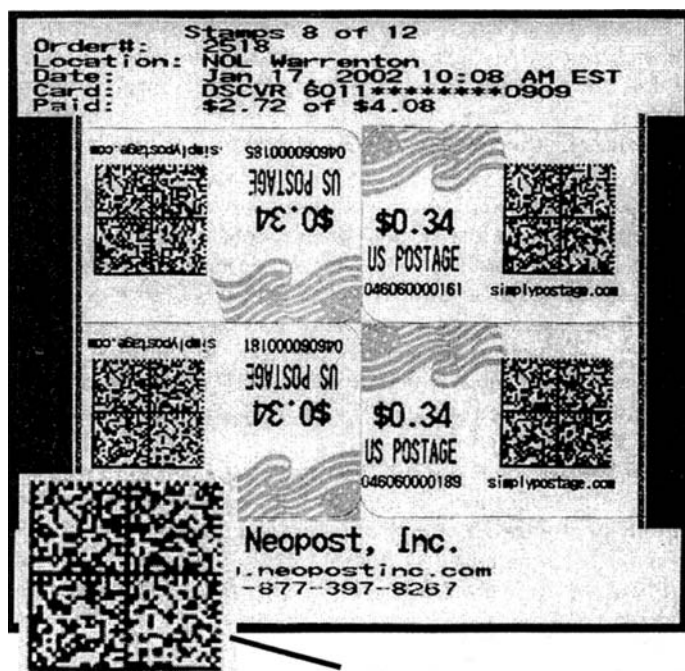 Stamps 8 of 12
Order#: 2518
Location: NOL Warrenton
Date: Jan 17, 2002 10:08 AM EST
Card: DSCVR 6011********0909
Paid: $2.72 of $4.08
simplypostage.com
046060000185
US POSTAGE
$0.34
$0.34
US POSTAGE
046060000161
simplypostage.com
simplypostage.com
046060000181
US POSTAGE
$0.34
$0.34
US POSTAGE
046060000189
simplypostage.com
Neopost, Inc.
.neopostinc.com
-877-397-8267